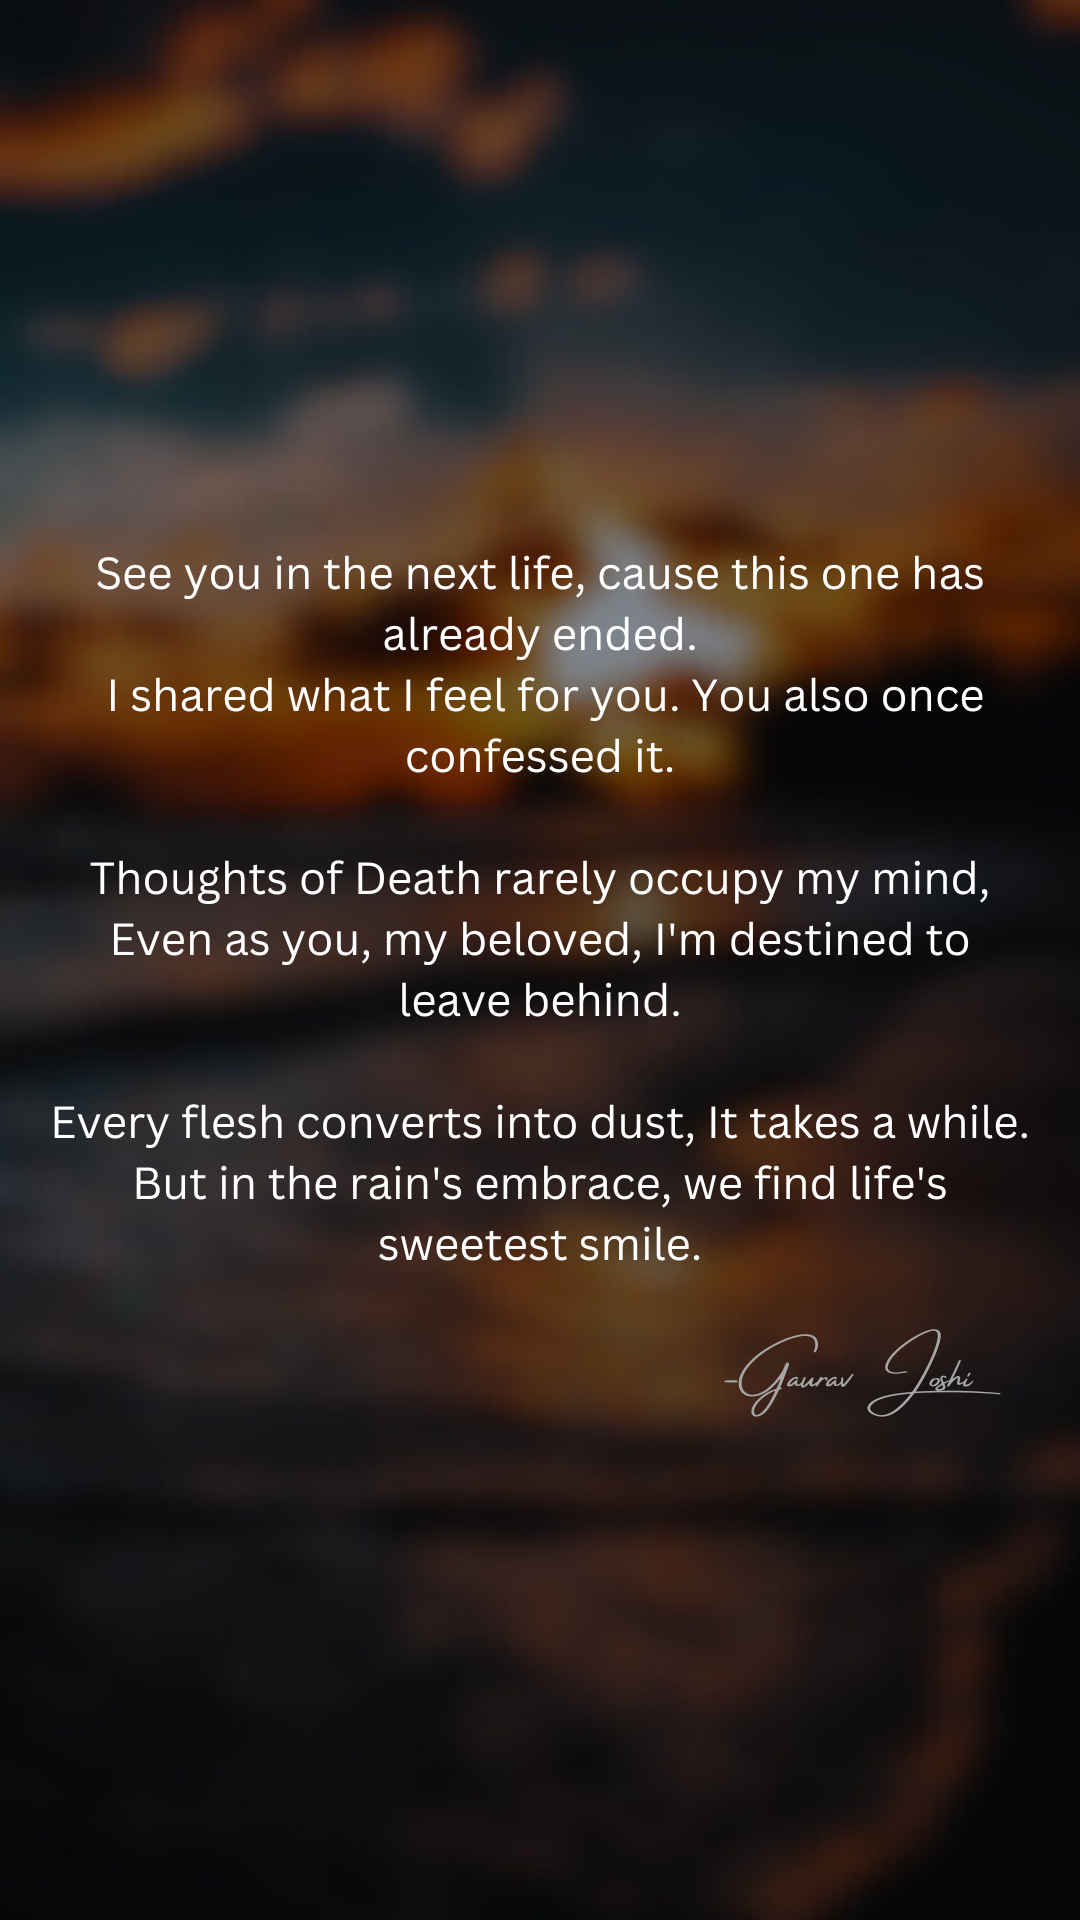 See you in the next life, cause this one has
already ended.
I shared what I feel for you. You also once
confessed it.
Thoughts of Death rarely occupy my mind,
Even as you, my beloved, I'm destined to
leave behind.
Every flesh converts into dust, It takes a while.
But in the rain's embrace, we find life's
sweetest smile.
-Gaurav Joshi